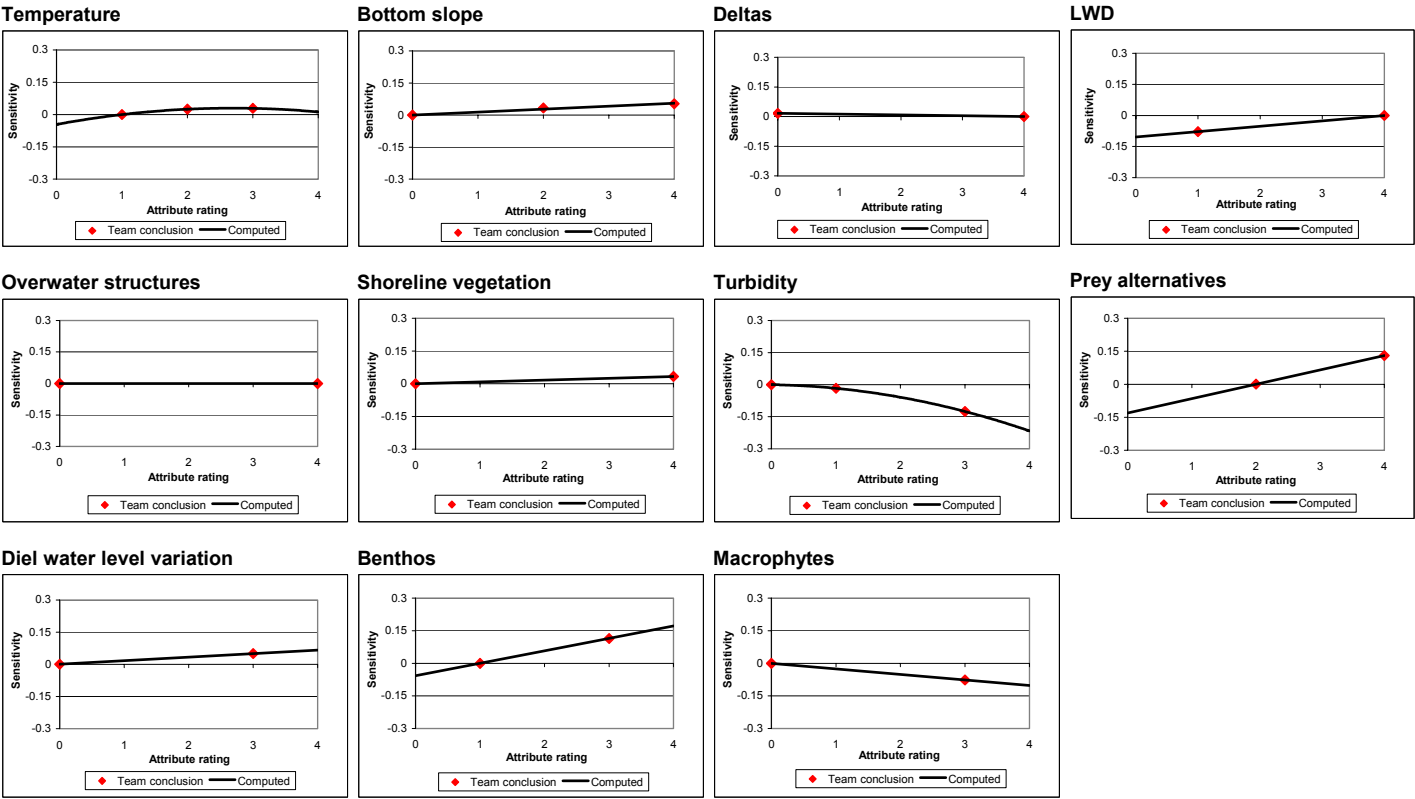 Temperature
0.3
0.15
0
-0.15
-0.3
Sensitivity
0 1 2 3 4
Attribute rating
Team conclusion Computed
Bottom slope
0.3
0.15
0
-0.15
-0.3
Sensitivity
0 1 2 3 4
Attribute rating
Team conclusion Computed
Deltas
0.3
0.15
0
-0.15
-0.3
Sensitivity
0 1 2 3 4
Attribute rating
Team conclusion Computed
LWD
0.3
0.15
0
-0.15
-0.3
Sensitivity
0 1 2 3 4
Attribute rating
Team conclusion Computed
Overwater structures
0.3
0.15
0
-0.15
-0.3
Sensitivity
0 1 2 3 4
Attribute rating
Team conclusion Computed
Shoreline vegetation
0.3
0.15
0
-0.15
-0.3
Sensitivity
0 1 2 3 4
Attribute rating
Team conclusion Computed
Turbidity
0.3
0.15
0
-0.15
-0.3
Sensitivity
0 1 2 3 4
Attribute rating
Team conclusion Computed
Prey alternatives
0.3
0.15
0
-0.15
-0.3
Sensitivity
0 1 2 3 4
Attribute rating
Team conclusion Computed
Diel water level variation
0.3
0.15
0
-0.15
-0.3
Sensitivity
0 1 2 3 4
Attribute rating
Team conclusion Computed
Benthos
0.3
0.15
0
-0.15
-0.3
Sensitivity
0 1 2 3 4
Attribute rating
Team conclusion Computed
Macrophytes
0.3
0.15
0
-0.15
-0.3
Sensitivity
0 1 2 3 4
Attribute rating
Team conclusion Computed